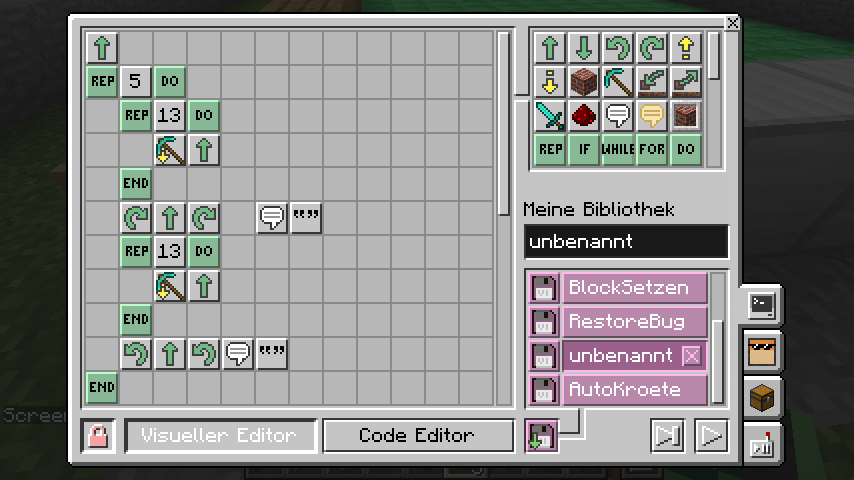 REP 5 DO
REP 13 DO
END
REP 13 DO
END
END
REP IF WHILE FOR DO
Meine Bibliothek
unbenannt
BlockSetzen
RestoreBug
unbenannt
AutoKroete
Visueller Editor
Code Editor
Screen